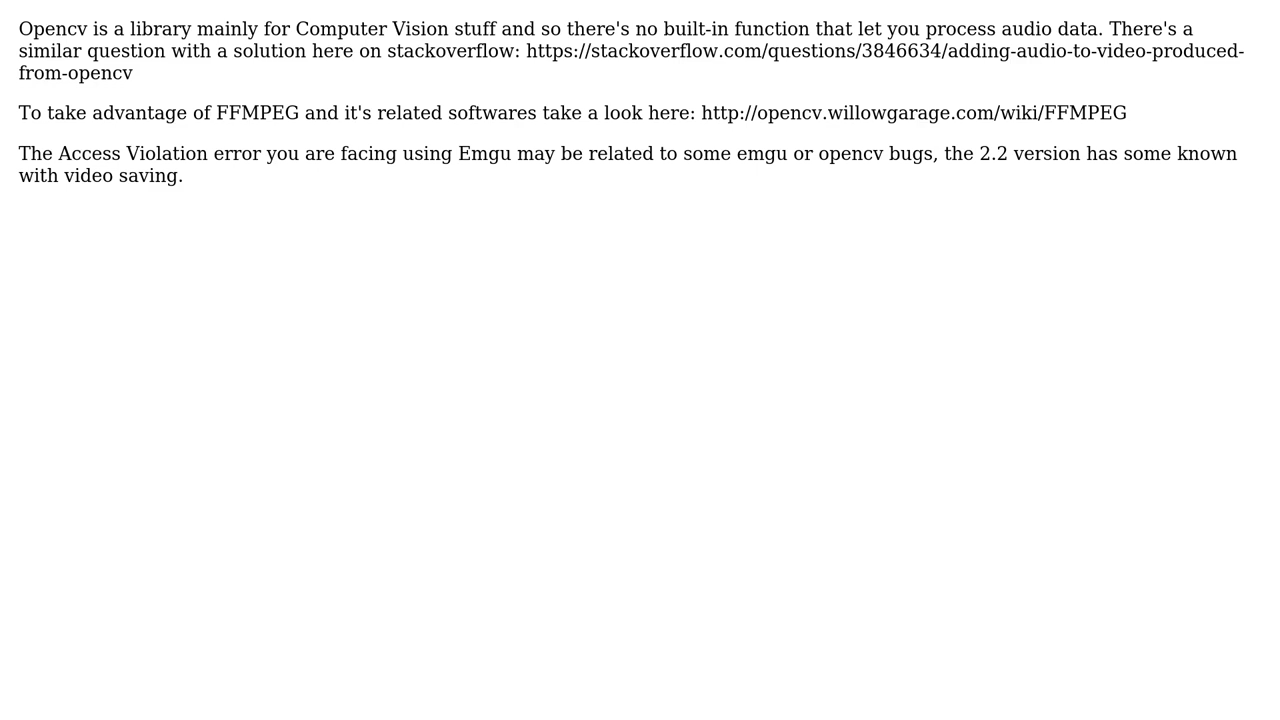 Opencv is a library mainly for Computer Vision stuff and so there's no built-in function that let you process audio data. There's a
similar question with a solution here on stackoverflow: https://stackoverflow.com/questions/3846634/adding-audio-to-video-produced-
from-opencv
To take advantage of FFMPEG and it's related softwares take a look here: http://opencv.willowgarage.com/wiki/FFMPEG
The Access Violation error you are facing using Emgu may be related to some emgu or opencv bugs, the 2.2 version has some known
with video saving.